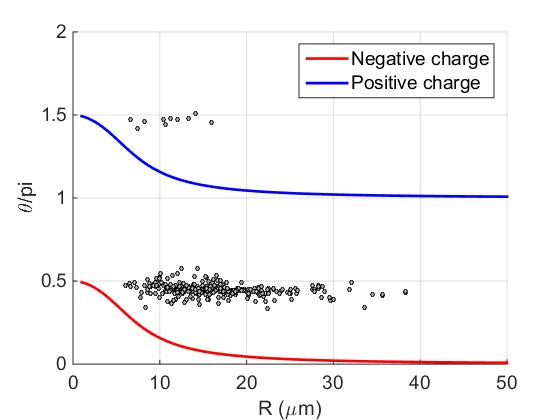 2
1.5
1
0.5
0
0
10
20
30
40
50
θ/pi
R (μm)
Negative charge
Positive charge